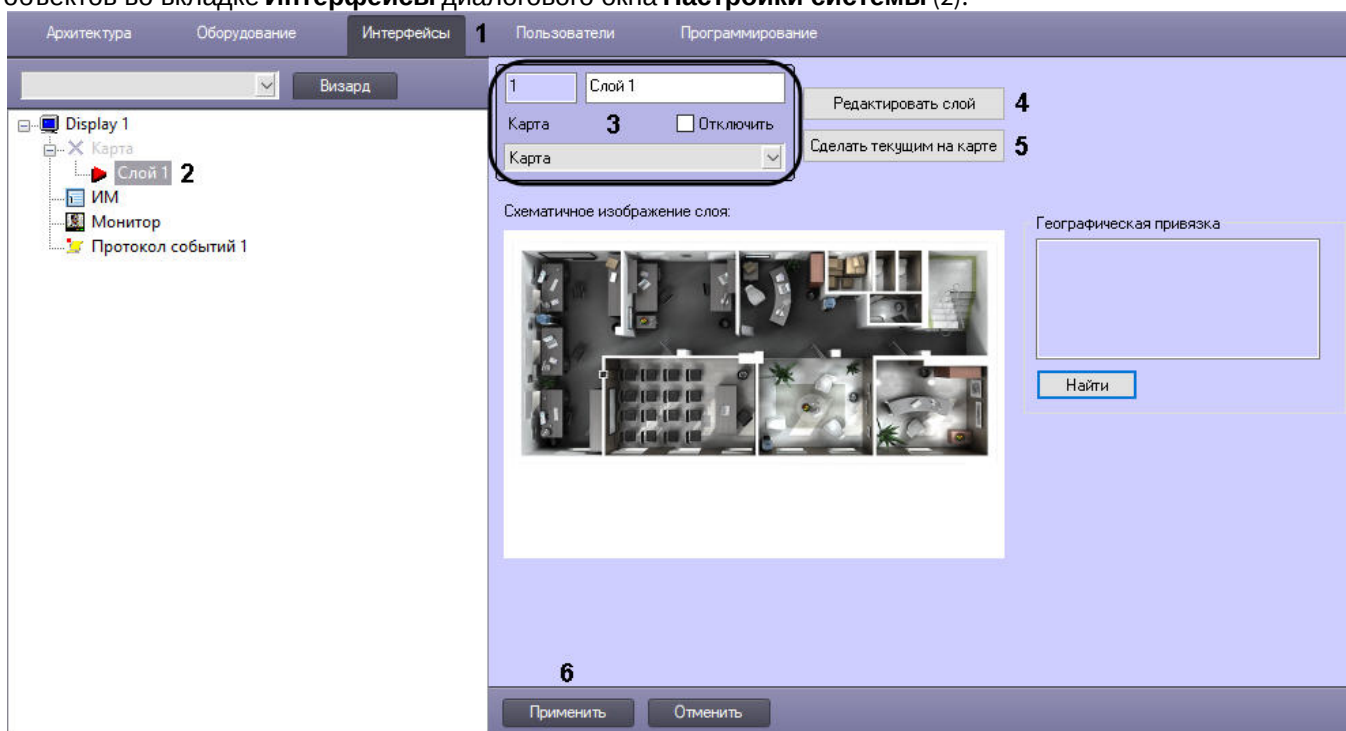 объектов во вкладке Интерфейсы диалогового окна Настройки системы (2).
Архитектура Оборудование Интерфейсы 1 Пользователи Программирование
Визард
1 Слой 1
Редактировать слой 4
Display 1
Карта 3 Отключить
Карта
Сделать текущим на карте 5
Слой 1 2
Карта
ИМ
Монитор
Протокол событий 1
Схематичное изображение слоя:
Географическая привязка
Найти
6
Применить Отменить